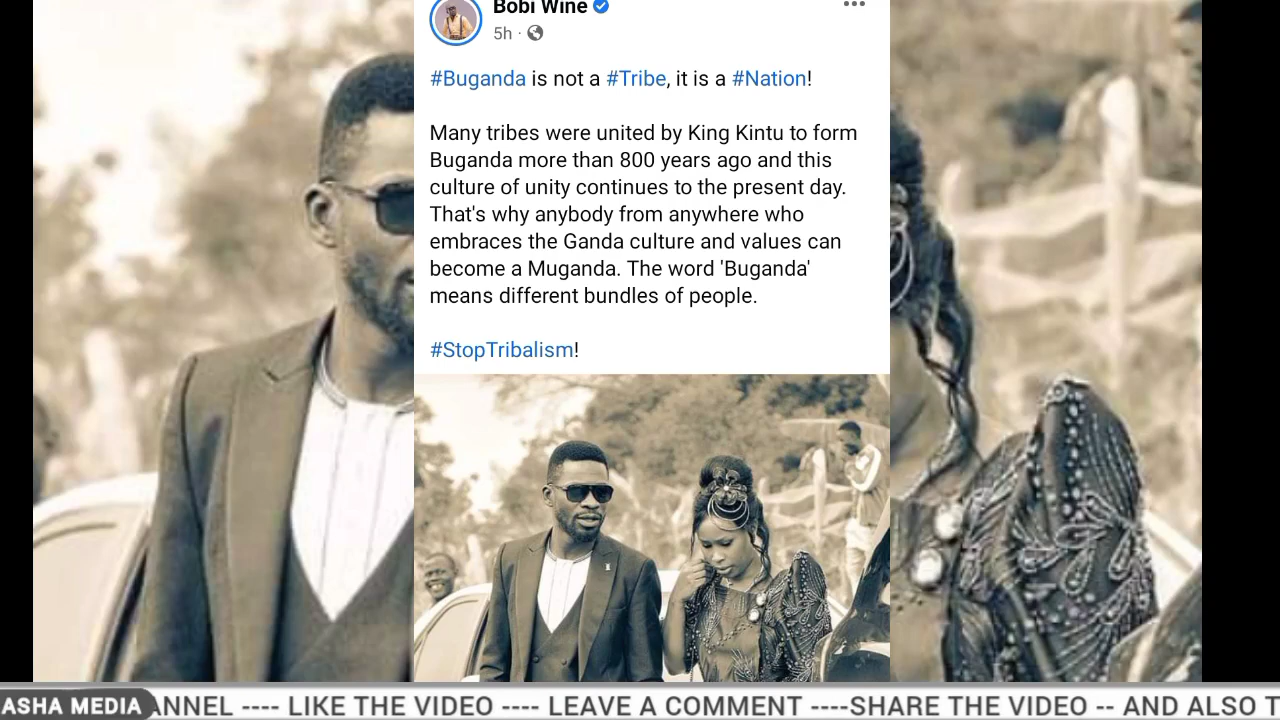 Bobi Wine
5h ·
#Buganda is not a #Tribe, it is a #Nation!
Many tribes were united by King Kintu to form
Buganda more than 800 years ago and this
culture of unity continues to the present day.
That's why anybody from anywhere who
embraces the Ganda culture and values can
become a Muganda. The word 'Buganda'
means different bundles of people.
#StopTribalism!
ASHA MEDIA ANNEL ---- LIKE THE VIDEO ---- LEAVE A COMMENT ----SHARE THE VIDEO -- AND ALSO T